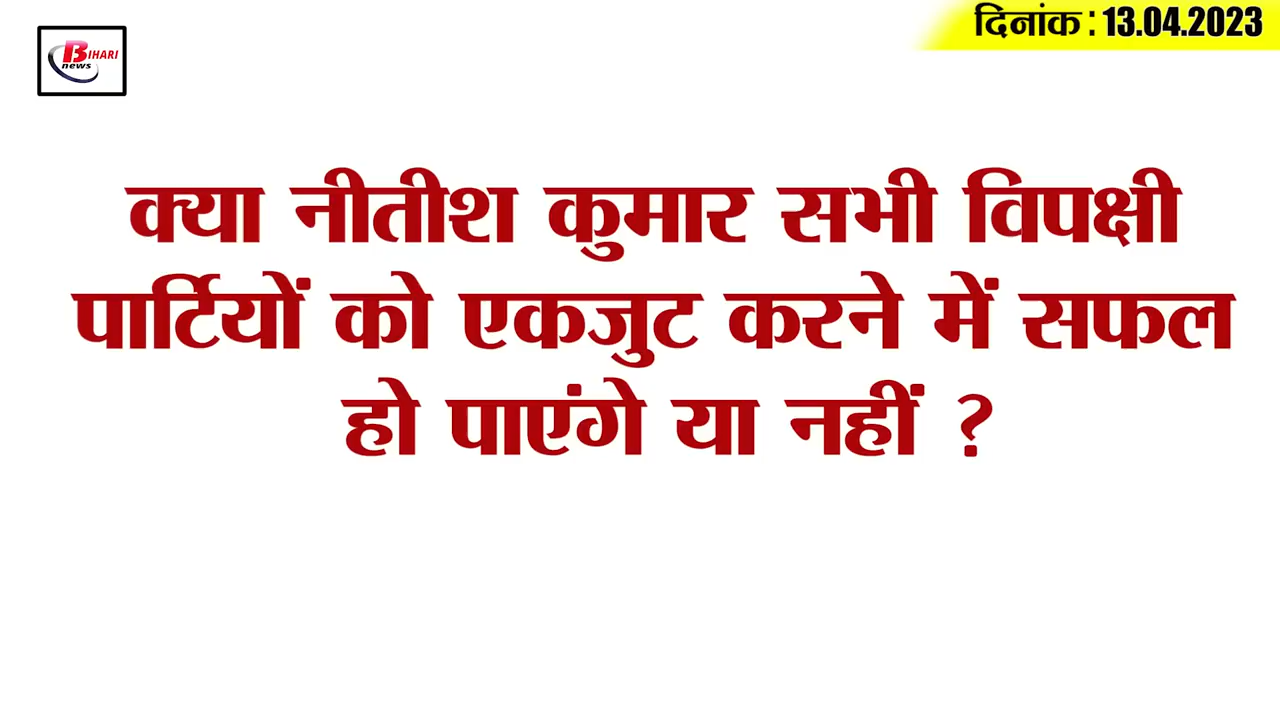 BIHARI
news
दिनांक : 13.04.2023
क्या नीतीश कुमार सभी विपक्षी
पार्टियों को एकजुट करने में सफल
हो पाएंगे या नहीं ?